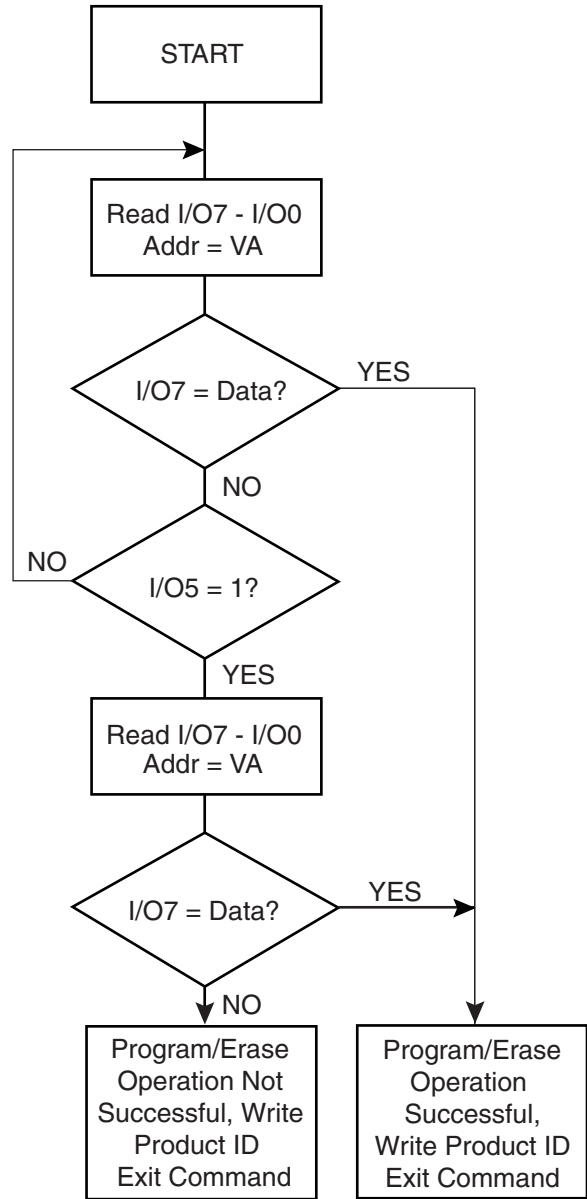 START
Read I/O7 - I/O0
Addr = VA
I/O7 = Data?
YES
NO
NO
I/O5 = 1?
YES
Read I/O7 - I/O0
Addr = VA
I/O7 = Data?
YES
NO
Program/Erase
Operation Not
Successful, Write
Product ID
Exit Command
Program/Erase
Operation
Successful,
Write Product ID
Exit Command